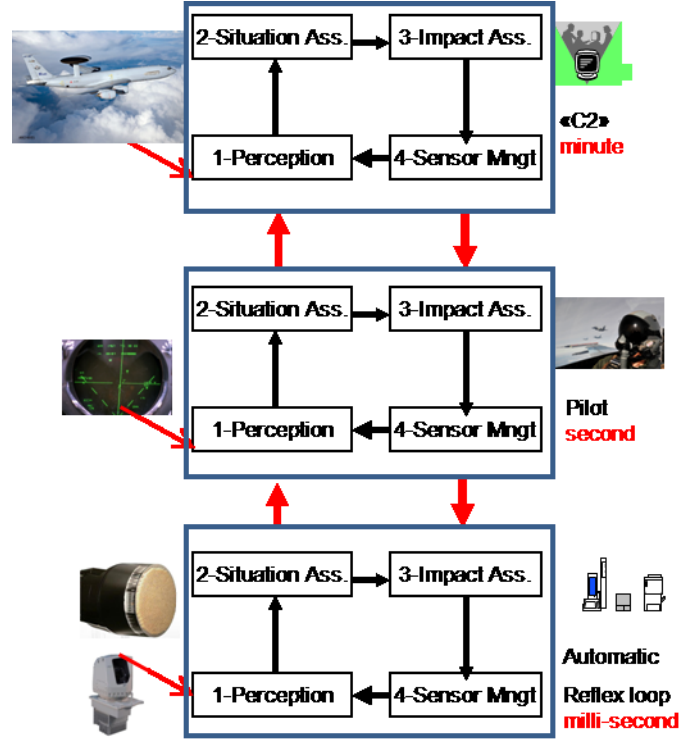 2-Situation Ass.
3-Impact Ass.
«C2»
minute
1-Perception
4-Sensor Mngt
2-Situation Ass.
3-Impact Ass.
Pilot
second
1-Perception
4-Sensor Mngt
2-Situation Ass.
3-Impact Ass.
Automatic
1-Perception
4-Sensor Mngt
Reflex loop
milli-second